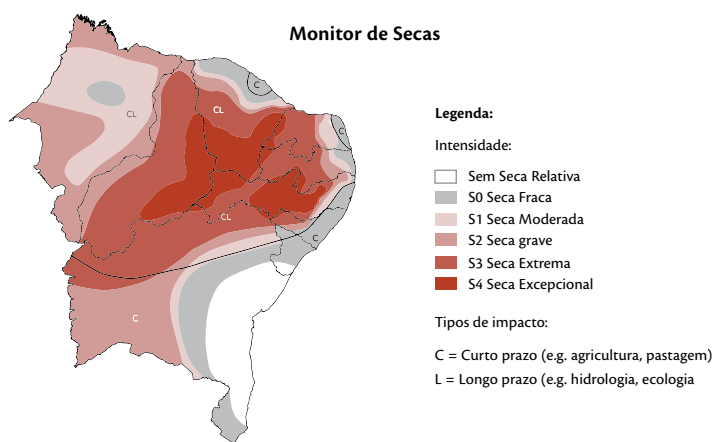 Monitor de Secas
C
CL
CL
C
CL
C
C
Legenda:
Intensidade:
Sem Seca Relativa
S0 Seca Fraca
S1 Seca Moderada
S2 Seca grave
S3 Seca Extrema
S4 Seca Excepcional
Tipos de impacto:
C = Curto prazo (e.g. agricultura, pastagem)
L = Longo prazo (e.g. hidrologia, ecologia